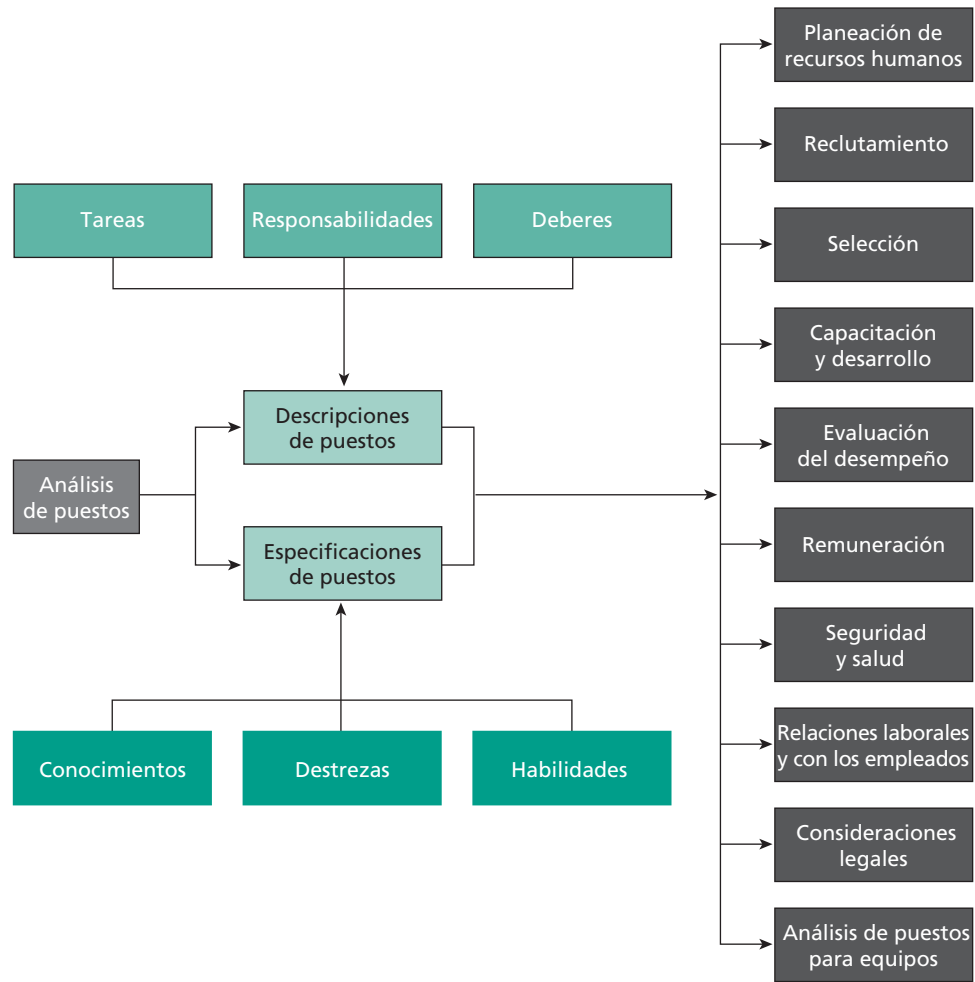 Planeación de
recursos humanos
Reclutamiento
Tareas
Responsabilidades
Deberes
Selección
Capacitación
y desarrollo
Descripciones
de puestos
Evaluación
del desempeño
Análisis
de puestos
Especificaciones
de puestos
Remuneración
Seguridad
y salud
Conocimientos
Destrezas
Habilidades
Relaciones laborales
y con los empleados
Consideraciones
legales
Análisis de puestos
para equipos